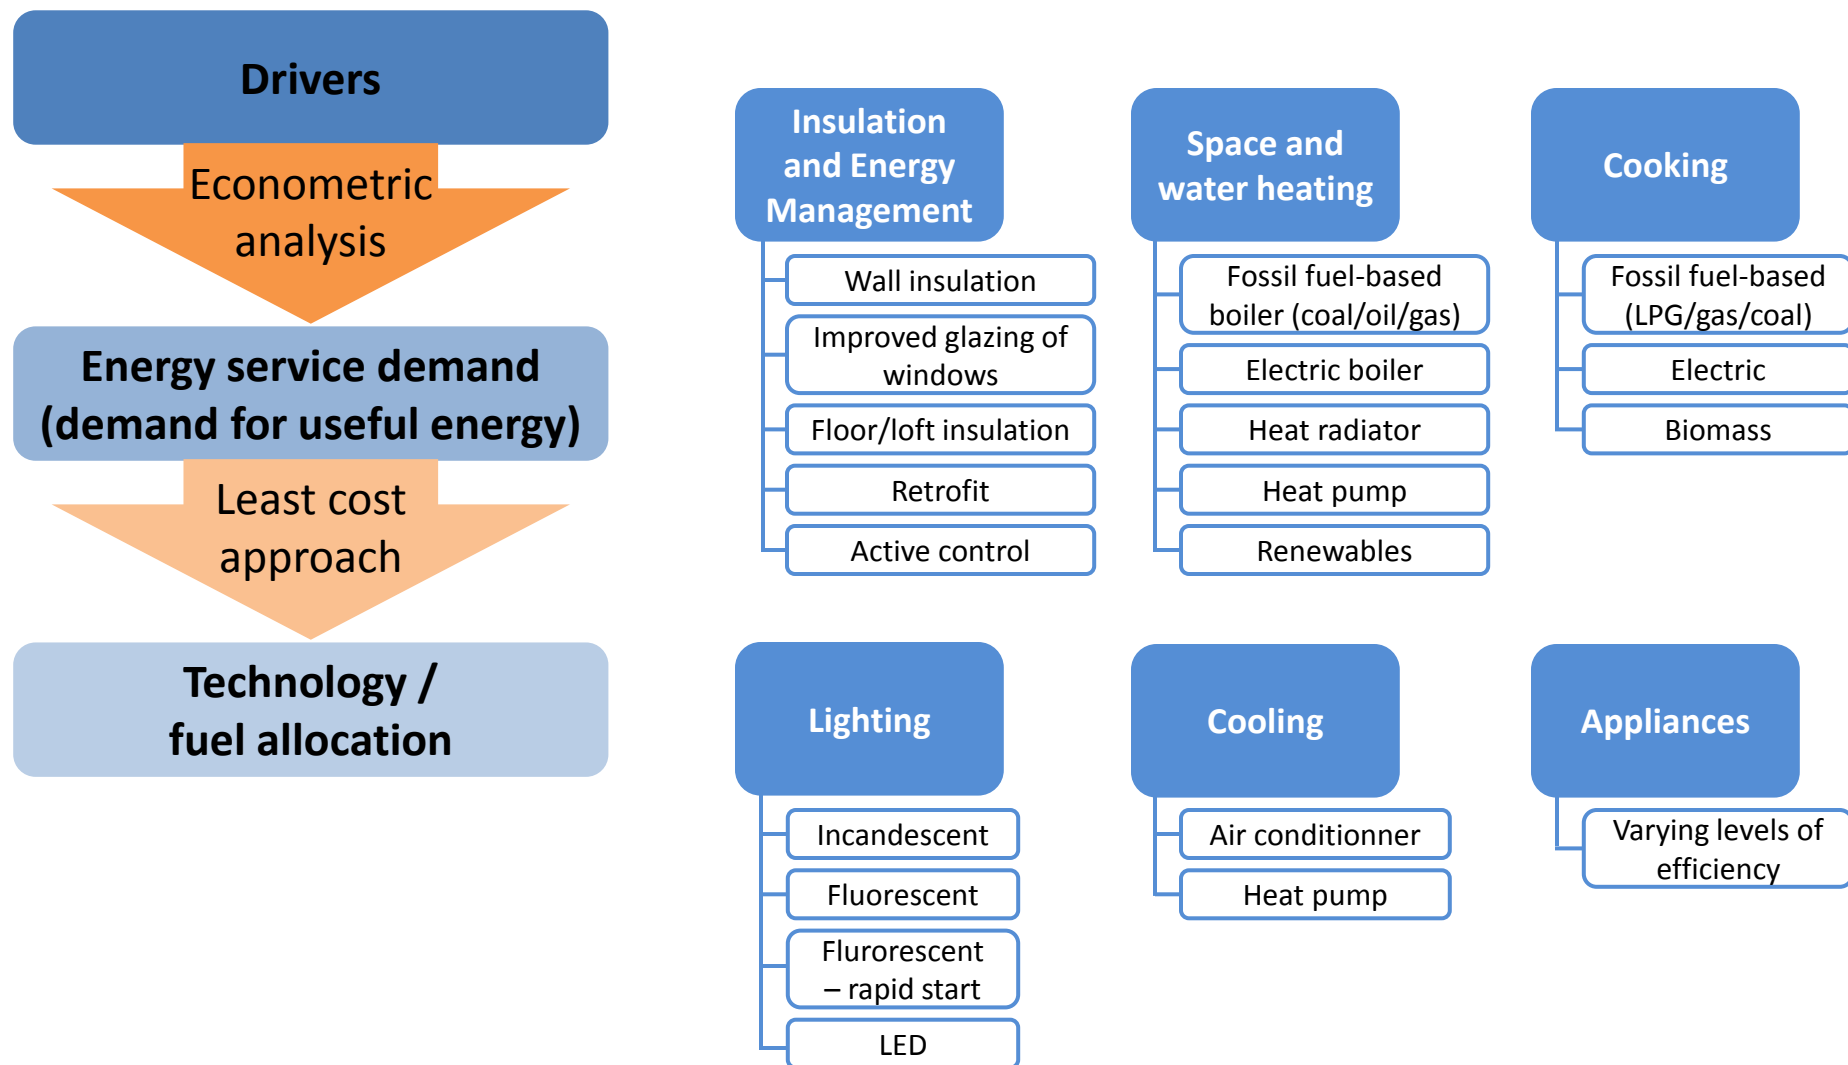 Drivers
Econometric
analysis
Energy service demand
(demand for useful energy)
Least cost
approach
Technology /
fuel allocation
Insulation
and Energy
Management
Wall insulation
Improved glazing of
windows
Floor/loft insulation
Retrofit
Active control
Space and
water heating
Fossil fuel-based
boiler (coal/oil/gas)
Electric boiler
Heat radiator
Heat pump
Renewables
Cooking
Fossil fuel-based
(LPG/gas/coal)
Electric
Biomass
Lighting
Incandescent
Fluorescent
Flurorescent
– rapid start
LED
Cooling
Air conditionner
Heat pump
Appliances
Varying levels of
efficiency